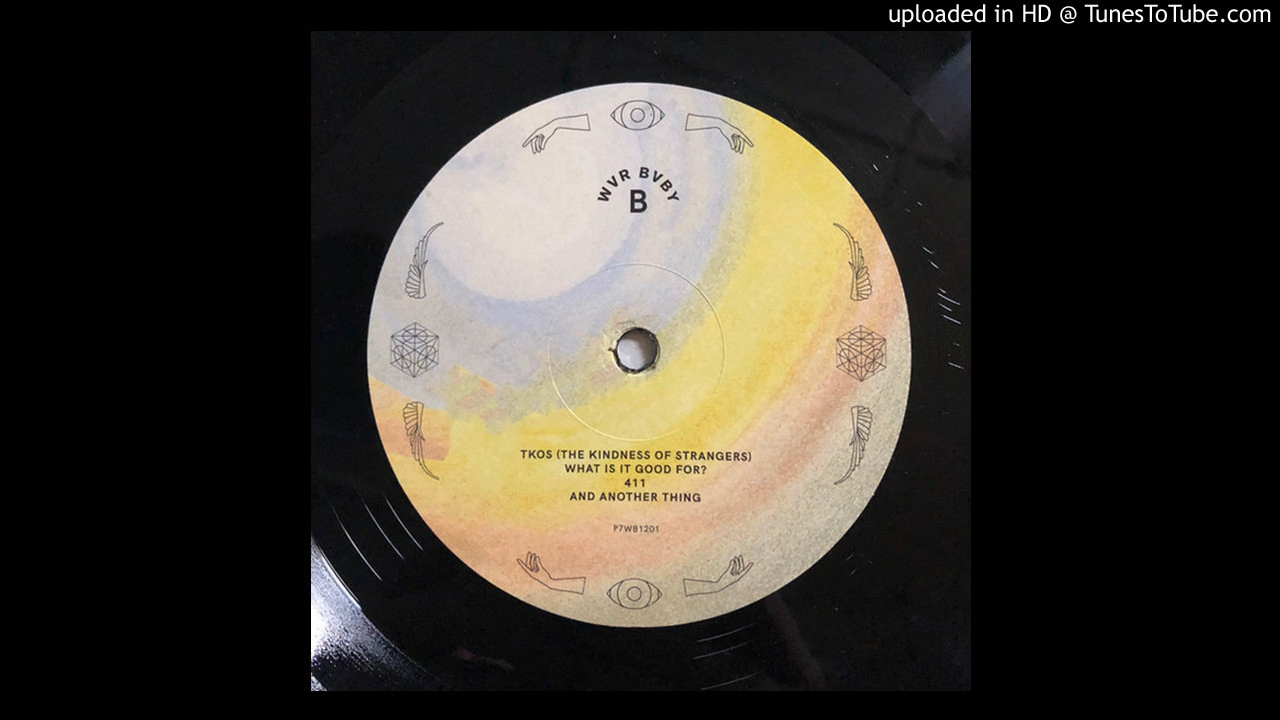 uploaded in HD @ TunesToTube.com
WVR BVBY
B
TKOS (THE KINDNESS OF STRANGERS)
WHAT IS IT GOOD FOR?
411
AND ANOTHER THING
P7WB1201